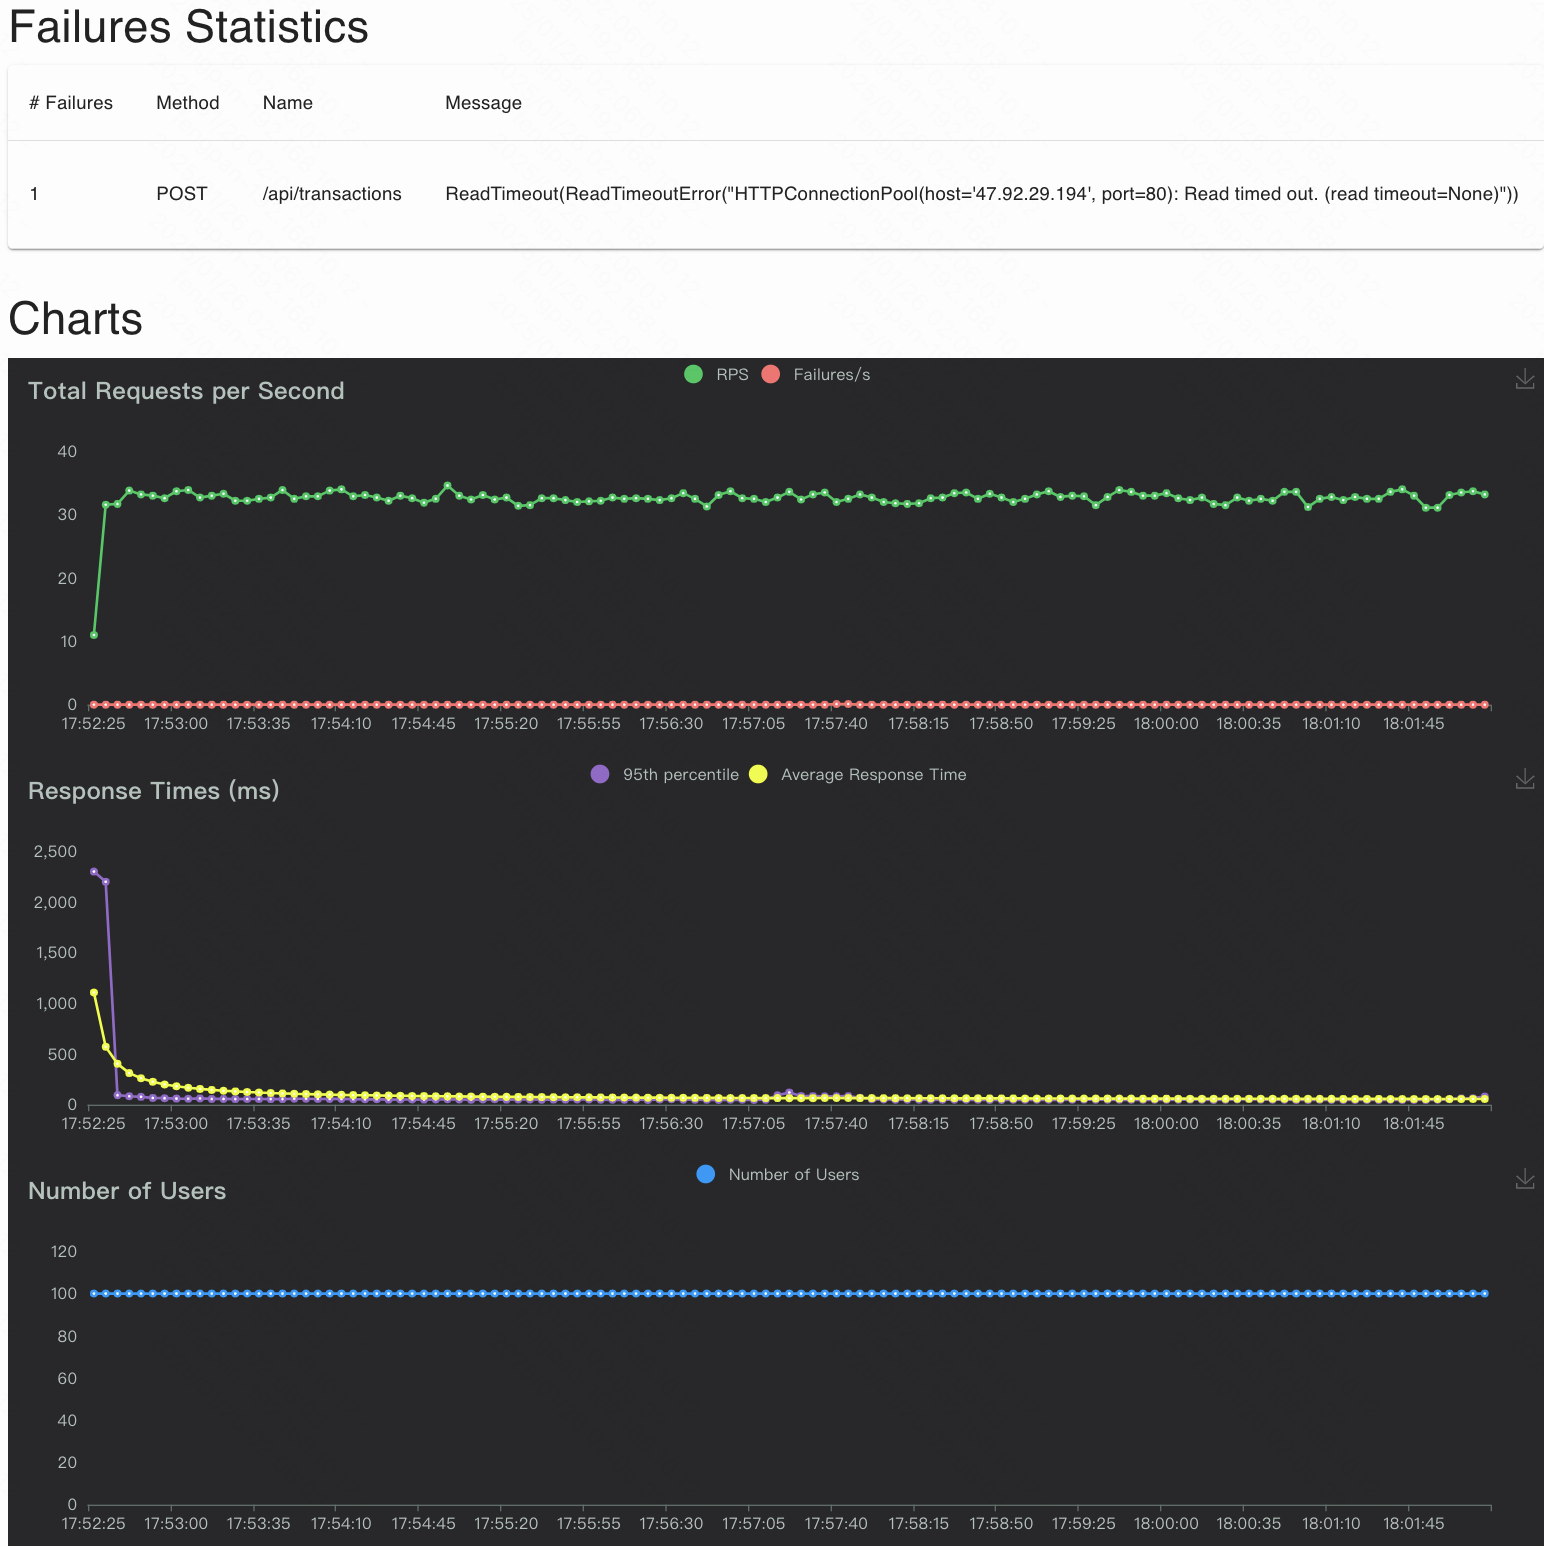 Failures Statistics
# Failures Method Name Message
1 POST /api/transactions ReadTimeout(ReadTimeoutError("HTTPConnectionPool(host='47.92.29.194', port=80): Read timed out. (read timeout=None)"))
Charts
RPS Failures/s
Total Requests per Second
40
30
20
10
0
17:52:25 17:53:00 17:53:35 17:54:10 17:54:45 17:55:20 17:55:55 17:56:30 17:57:05 17:57:40 17:58:15 17:58:50 17:59:25 18:00:00 18:00:35 18:01:10 18:01:45
95th percentile Average Response Time
Response Times (ms)
2,500
2,000
1,500
1,000
500
0
17:52:25 17:53:00 17:53:35 17:54:10 17:54:45 17:55:20 17:55:55 17:56:30 17:57:05 17:57:40 17:58:15 17:58:50 17:59:25 18:00:00 18:00:35 18:01:10 18:01:45
Number of Users
Number of Users
120
100
80
60
40
20
0
17:52:25 17:53:00 17:53:35 17:54:10 17:54:45 17:55:20 17:55:55 17:56:30 17:57:05 17:57:40 17:58:15 17:58:50 17:59:25 18:00:00 18:00:35 18:01:10 18:01:45